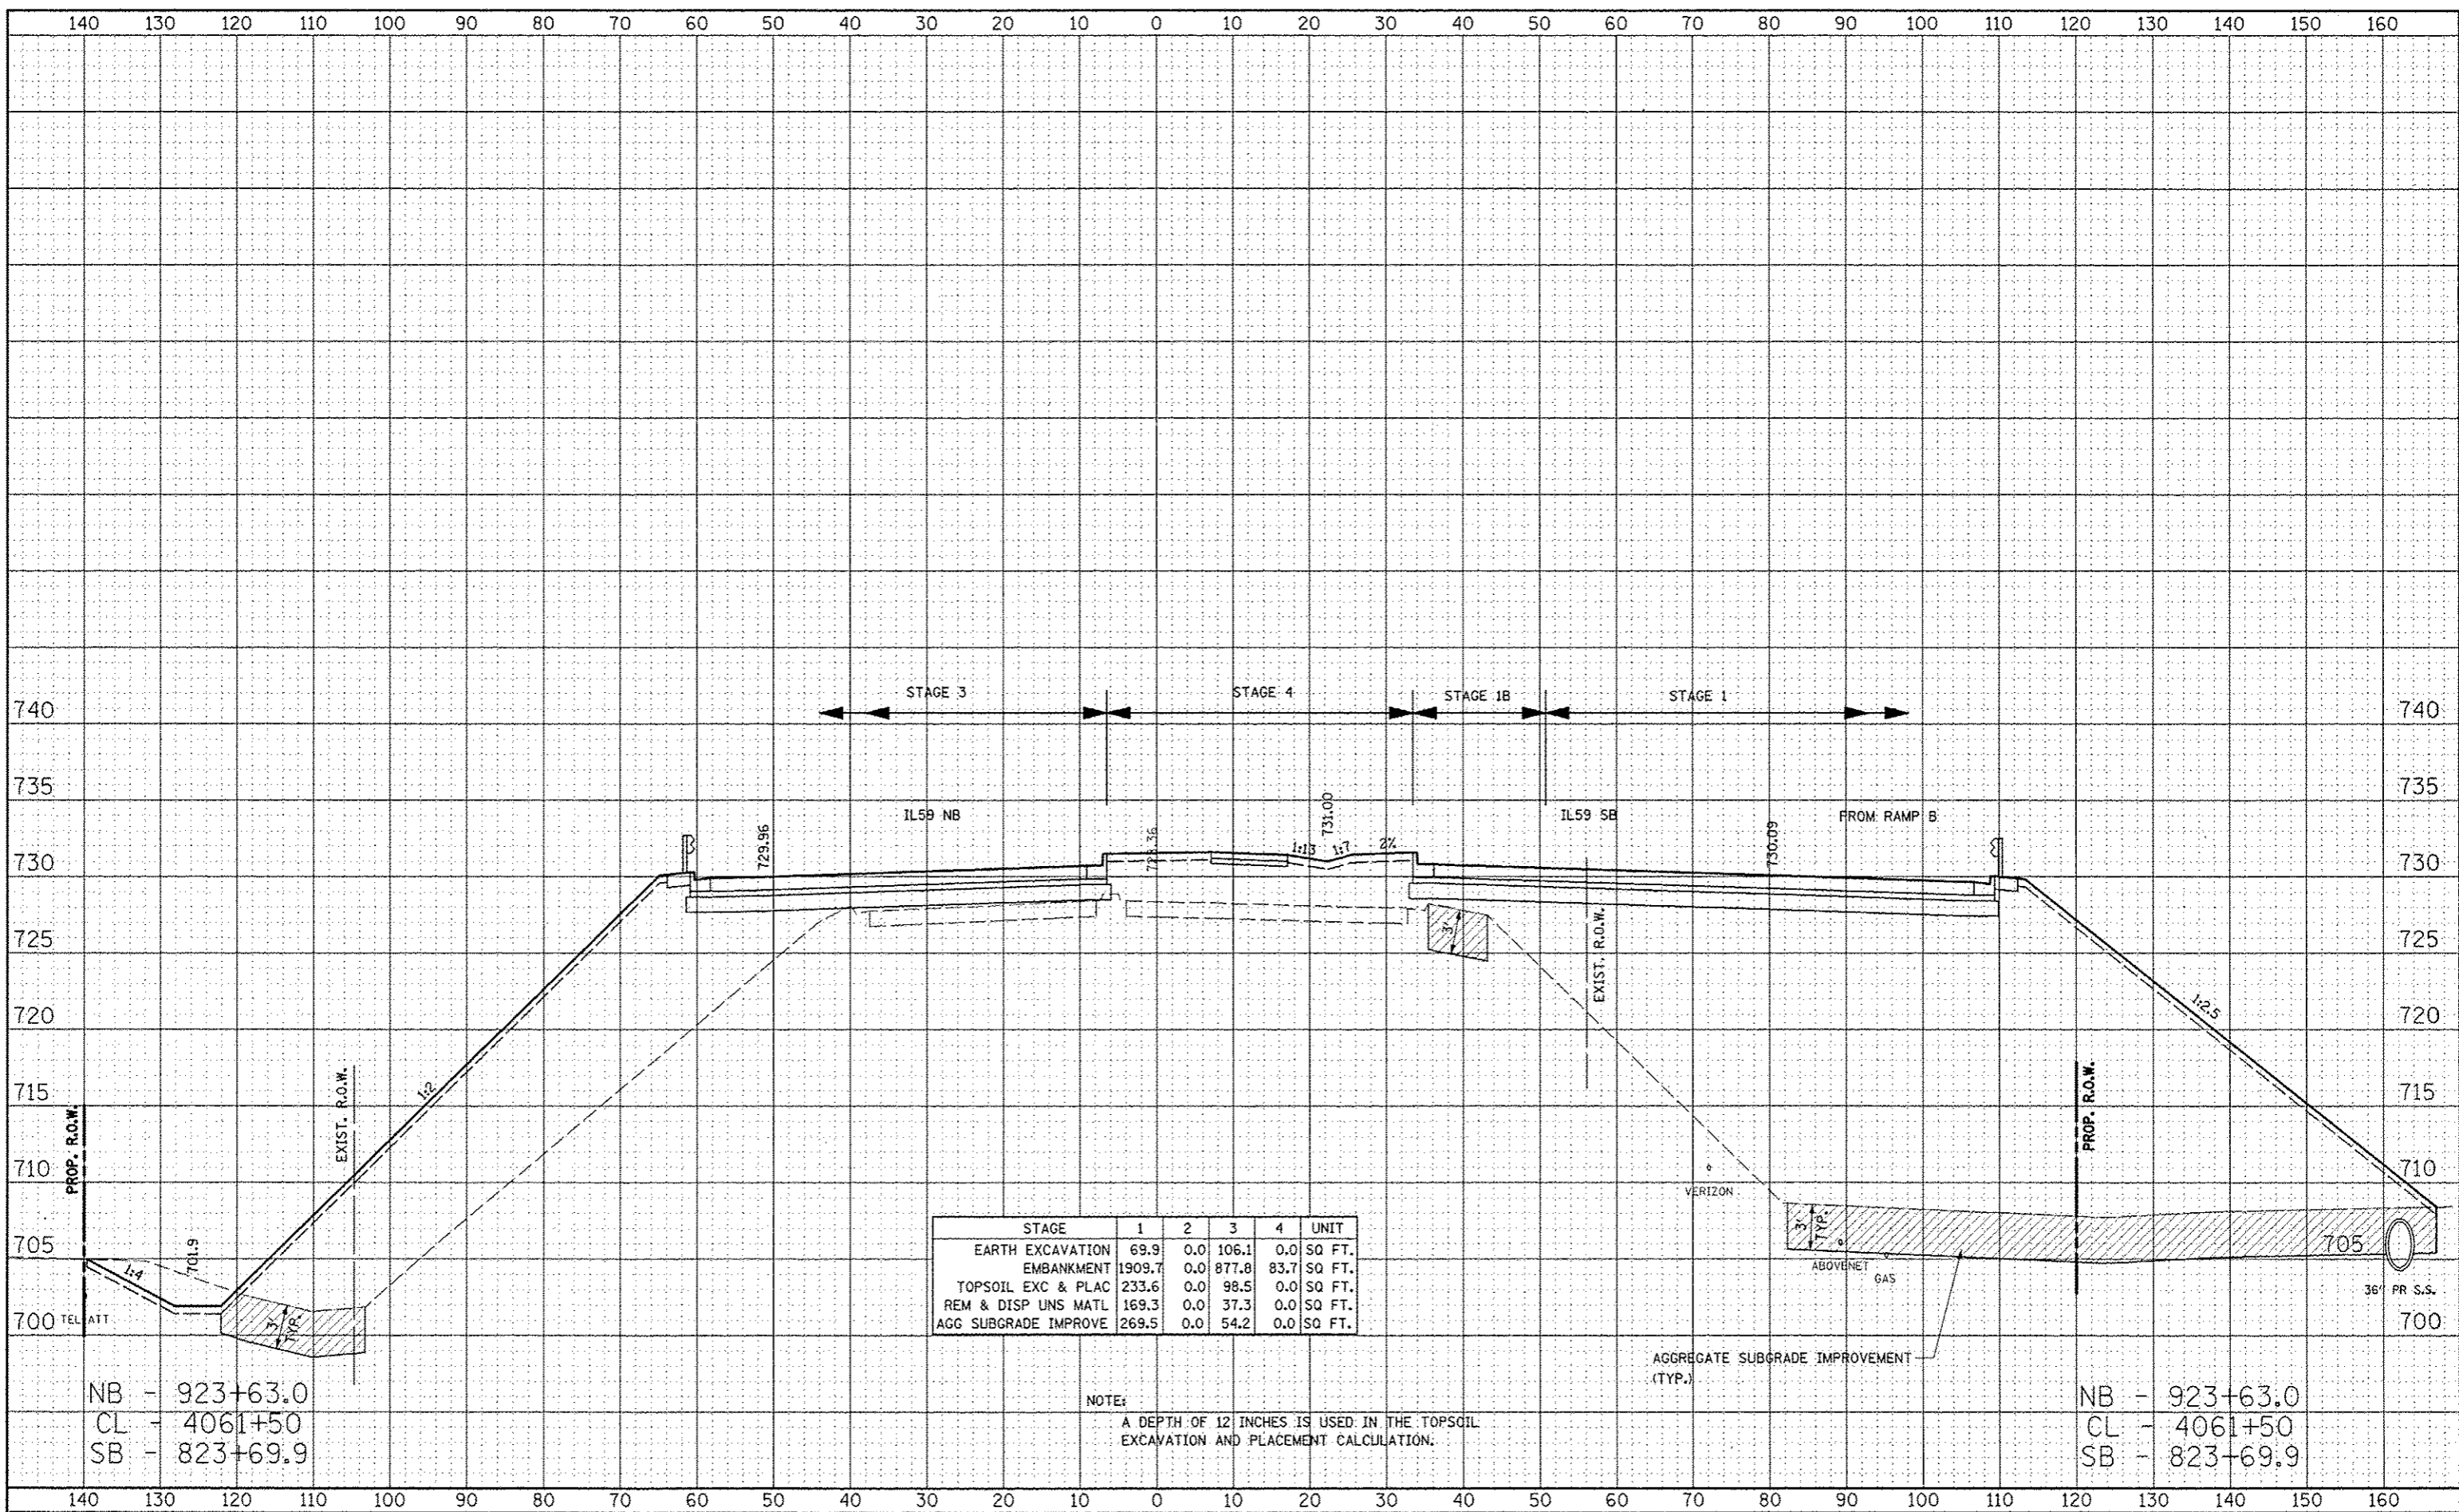 140 130 120 110 100 90 80 70 60 50 40 30 20 10 0 10 20 30 40 50 60 70 80 90 100 110 120 130 140 150 160
STAGE 3
STAGE 4
STAGE 1B
STAGE 1
740
740
735
735
IL59 NB
IL59 SB
FROM RAMP B
729.96
731.00
730.09
1:13
1:7
2%
730
730
725
725
3'
EXIST. R.O.W.
720
720
1:2.5
1:2
715
715
PROP. R.O.W.
EXIST. R.O.W.
PROP. R.O.W.
710
710
VERIZON
705
701.9
1:4
3'
TYP.
705
ABOVENET
GAS
36" PR S.S.
700
TEL ATT
3'
TYP.
700
STAGE 1 2 3 4 UNIT
EARTH EXCAVATION 69.9 0.0 106.1 0.0 SQ FT.
EMBANKMENT 1909.7 0.0 877.8 83.7 SQ FT.
TOPSOIL EXC & PLAC 233.6 0.0 98.5 0.0 SQ FT.
REM & DISP UNS MATL 169.3 0.0 37.3 0.0 SQ FT.
AGG SUBGRADE IMPROVE 269.5 0.0 54.2 0.0 SQ FT.
AGGREGATE SUBGRADE IMPROVEMENT
(TYP.)
NB - 923+63.0
CL - 4061+50
SB - 823+69.9
NOTE:
A DEPTH OF 12 INCHES IS USED IN THE TOPSOIL
EXCAVATION AND PLACEMENT CALCULATION.
NB - 923+63.0
CL - 4061+50
SB - 823+69.9
140 130 120 110 100 90 80 70 60 50 40 30 20 10 0 10 20 30 40 50 60 70 80 90 100 110 120 130 140 150 160